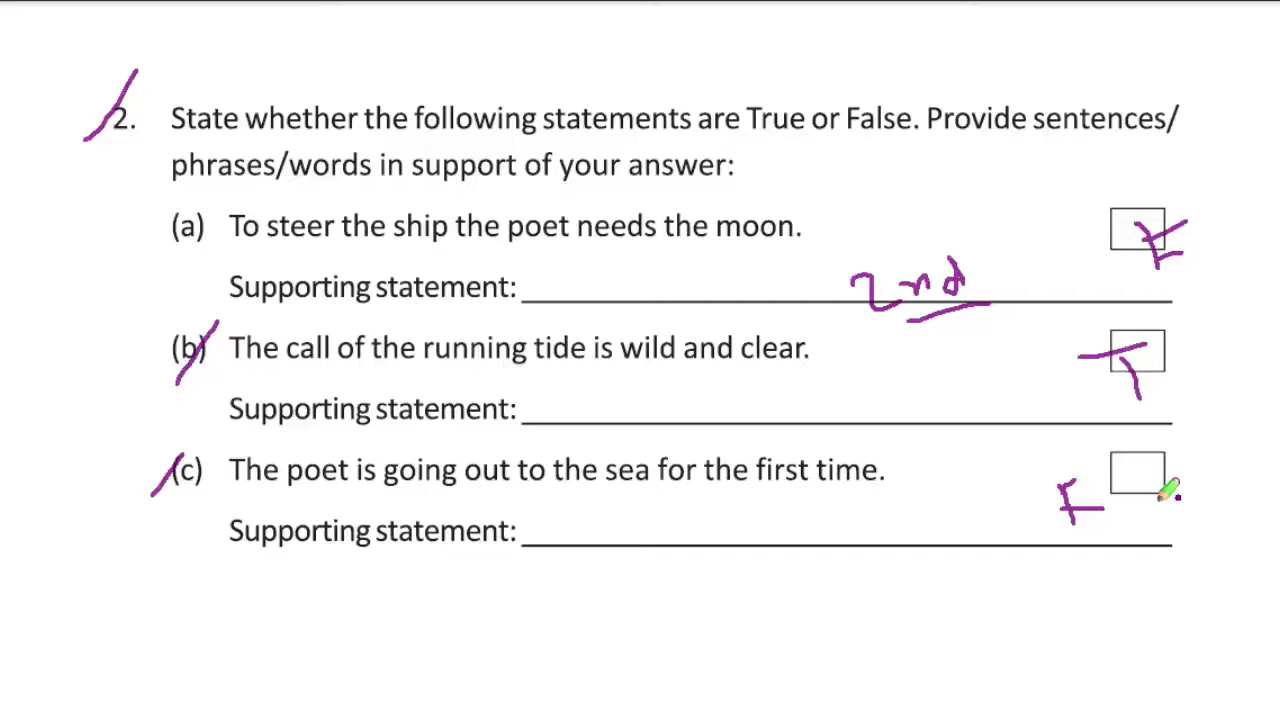 2. State whether the following statements are True or False. Provide sentences/
phrases/words in support of your answer:
(a) To steer the ship the poet needs the moon. F
Supporting statement: 2nd
(b) The call of the running tide is wild and clear. T
Supporting statement:
(c) The poet is going out to the sea for the first time. F
Supporting statement: